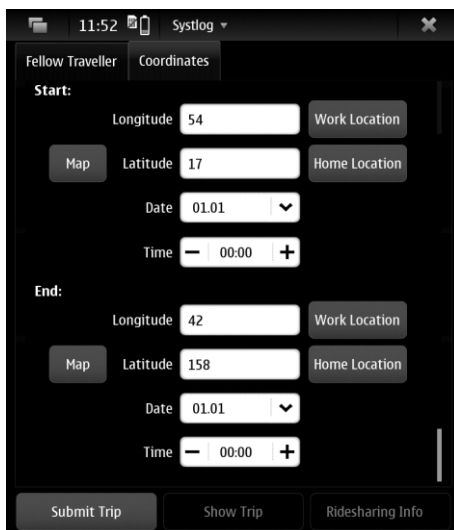 11:52 Systlog
Fellow Traveller Coordinates
Start:
Longitude 54 Work Location
Map Latitude 17 Home Location
Date 01.01
Time − 00:00 +
End:
Longitude 42 Work Location
Map Latitude 158 Home Location
Date 01.01
Time − 00:00 +
Submit Trip Show Trip Ridesharing Info